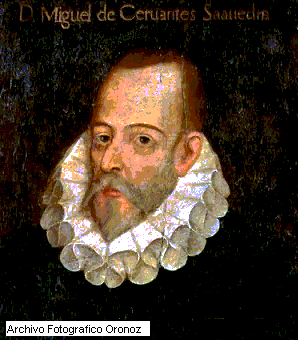 D. Miguel de Ceruantes Saauedra
Archivo Fotografico Oronoz